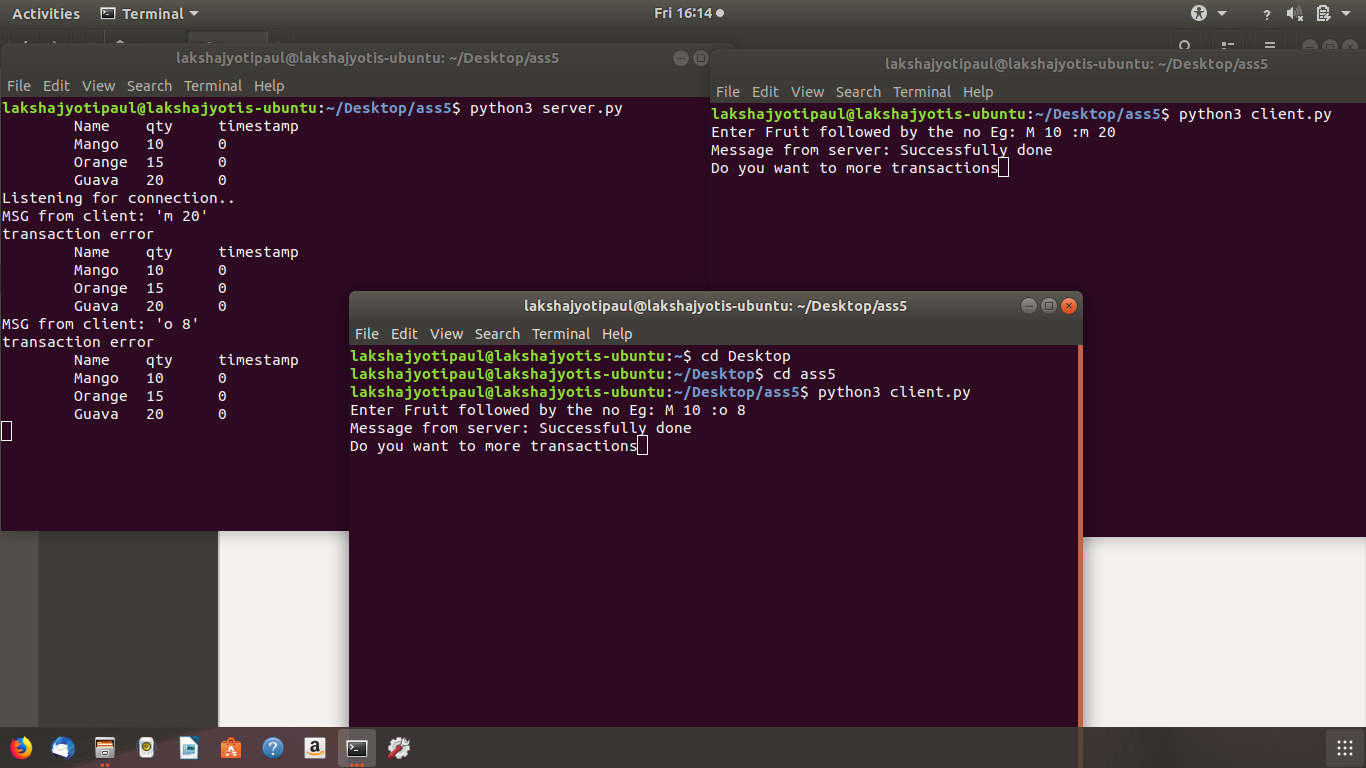 Activities Terminal Fri 16:14
lakshajyotipaul@lakshajyotis-ubuntu: ~/Desktop/ass5
File Edit View Search Terminal Help
lakshajyotipaul@lakshajyotis-ubuntu:~/Desktop/ass5$ python3 server.py
Name qty timestamp
Mango 10 0
Orange 15 0
Guava 20 0
Listening for connection..
MSG from client: 'm 20'
transaction error
Name qty timestamp
Mango 10 0
Orange 15 0
Guava 20 0
MSG from client: 'o 8'
transaction error
Name qty timestamp
Mango 10 0
Orange 15 0
Guava 20 0
lakshajyotipaul@lakshajyotis-ubuntu: ~/Desktop/ass5
File Edit View Search Terminal Help
lakshajyotipaul@lakshajyotis-ubuntu:~/Desktop/ass5$ python3 client.py
Enter Fruit followed by the no Eg: M 10 :m 20
Message from server: Successfully done
Do you want to more transactions
lakshajyotipaul@lakshajyotis-ubuntu: ~/Desktop/ass5
File Edit View Search Terminal Help
lakshajyotipaul@lakshajyotis-ubuntu:~$ cd Desktop
lakshajyotipaul@lakshajyotis-ubuntu:~/Desktop$ cd ass5
lakshajyotipaul@lakshajyotis-ubuntu:~/Desktop/ass5$ python3 client.py
Enter Fruit followed by the no Eg: M 10 :o 8
Message from server: Successfully done
Do you want to more transactions